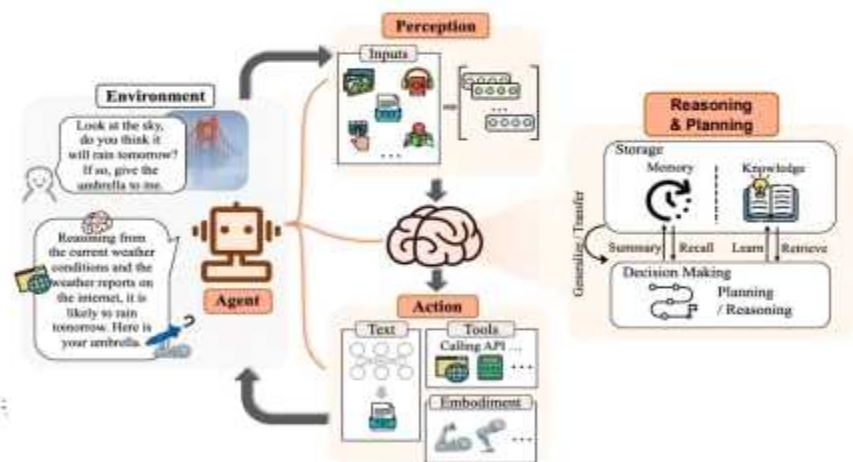 Perception
Inputs
Environment
Look at the sky,
do you think it
will rain tomorrow?
If so, give the
umbrella to me.
Reasoning from
the current weather
conditions and the
weather reports on
the internet, it is
likely to rain
tomorrow. Here is
your umbrella.
Agent
...
...
Action
Text
Tools
Calling API ...
...
Embodiment
...
Reasoning
& Planning
Storage
Memory
Knowledge
Generalize / Transfer
Summary
Recall
Learn
Retrieve
Decision Making
Planning
/ Reasoning